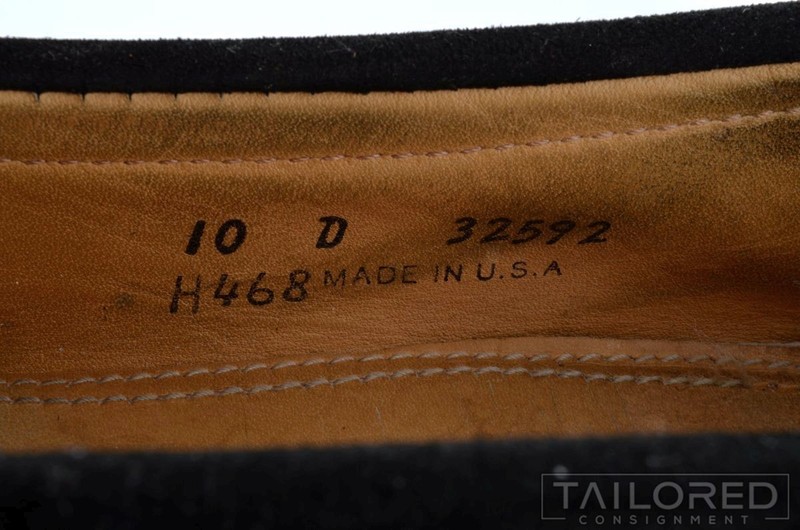 10 D 32592
H468 MADE IN U.S.A
TAILORED
CONSIGNMENT